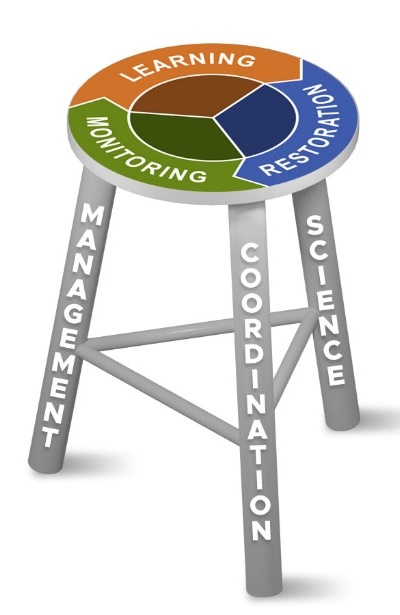 LEARNING
RESTORATION
MONITORING
MANAGEMENT
COORDINATION
SCIENCE